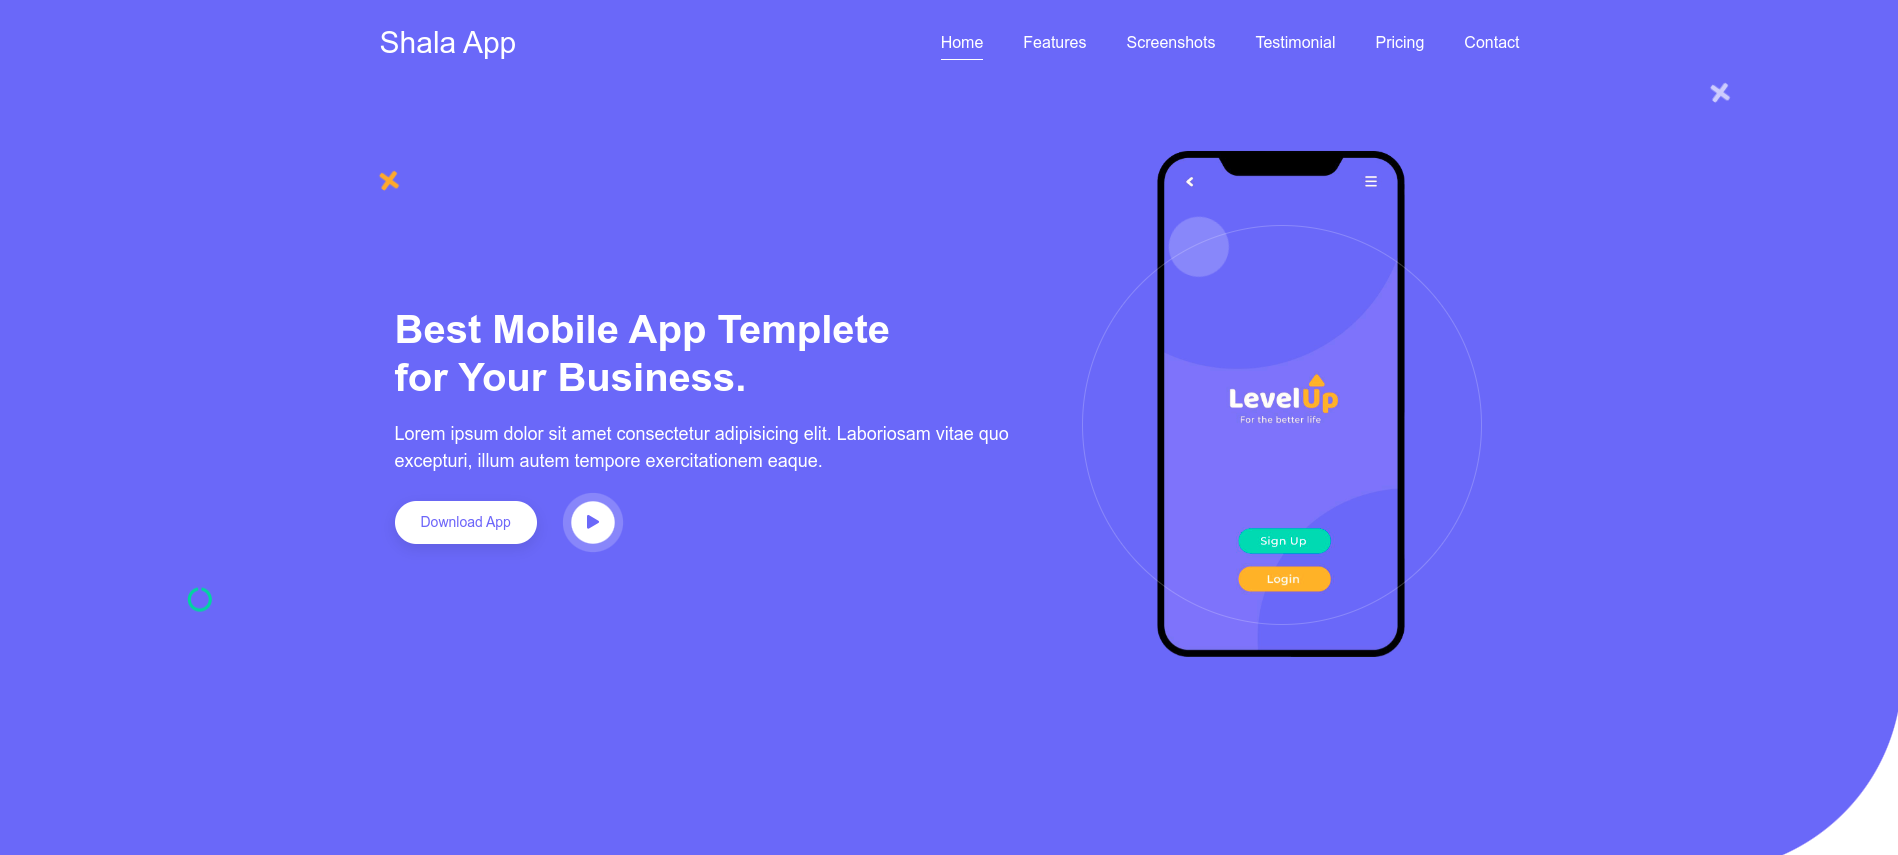 Shala App
Home Features Screenshots Testimonial Pricing Contact
Best Mobile App Templete
for Your Business.
Lorem ipsum dolor sit amet consectetur adipisicing elit. Laboriosam vitae quo
excepturi, illum autem tempore exercitationem eaque.
Download App
LevelUp
For the better life
Sign Up
Login